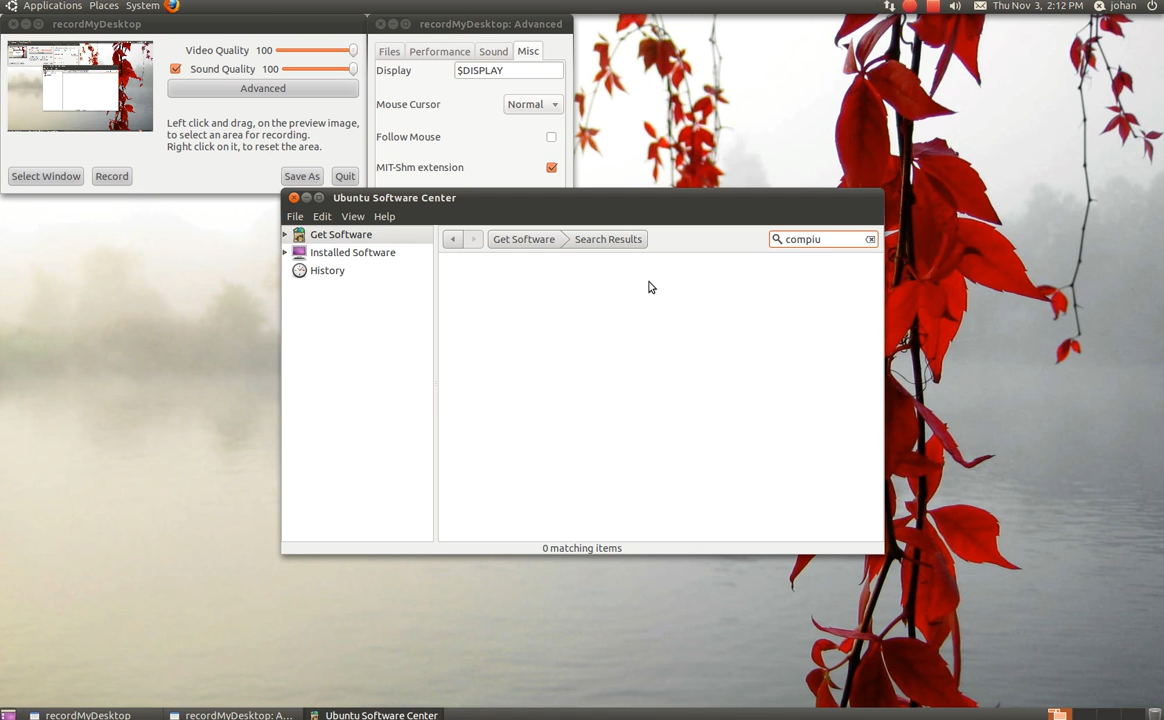 Applications Places System
Thu Nov 3, 2:12 PM johan
recordMyDesktop
Video Quality 100
Sound Quality 100
Advanced
Left click and drag, on the preview image,
to select an area for recording.
Right click on it, to reset the area.
Select Window Record Save As Quit
recordMyDesktop: Advanced
Files Performance Sound Misc
Display $DISPLAY
Mouse Cursor Normal
Follow Mouse
MIT-Shm extension
Ubuntu Software Center
File Edit View Help
Get Software
Installed Software
History
Get Software Search Results compiu
0 matching items
recordMyDesktop recordMyDesktop: A... Ubuntu Software Center